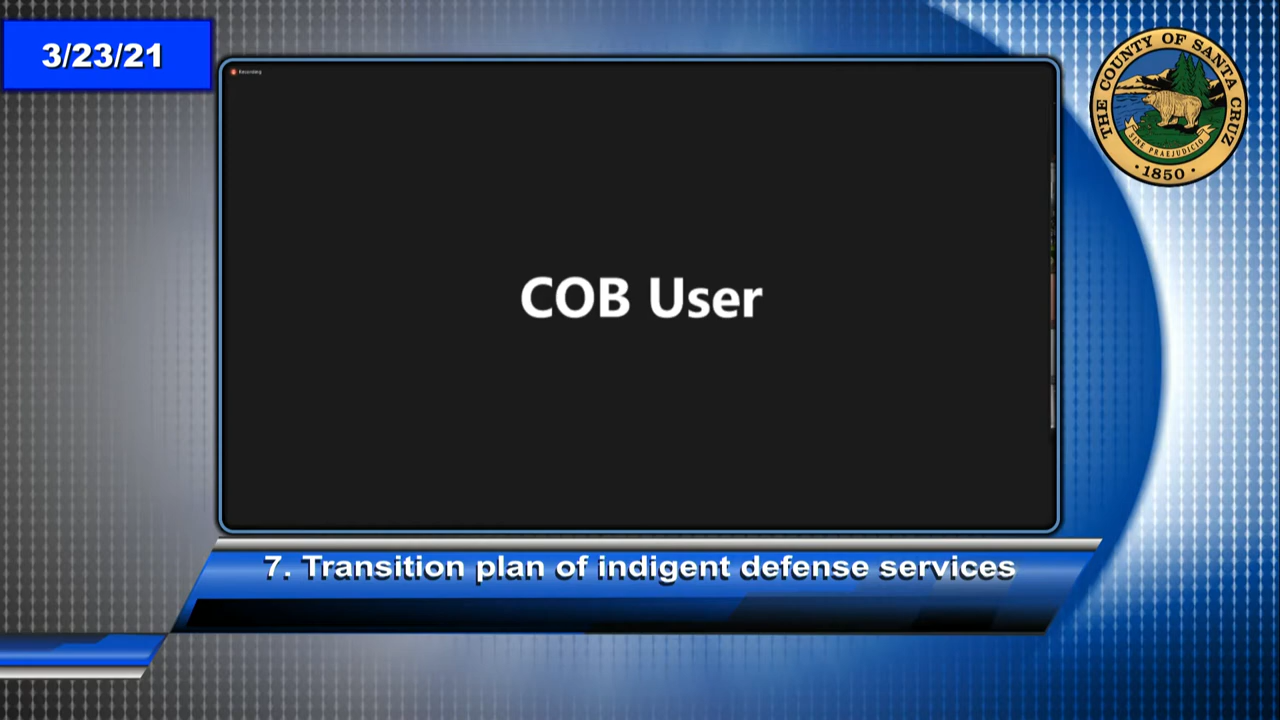 3/23/21
Recording
THE COUNTY OF SANTA CRUZ
SINE PRAEJUDICIO
• 1850 •
COB User
7. Transition plan of indigent defense services